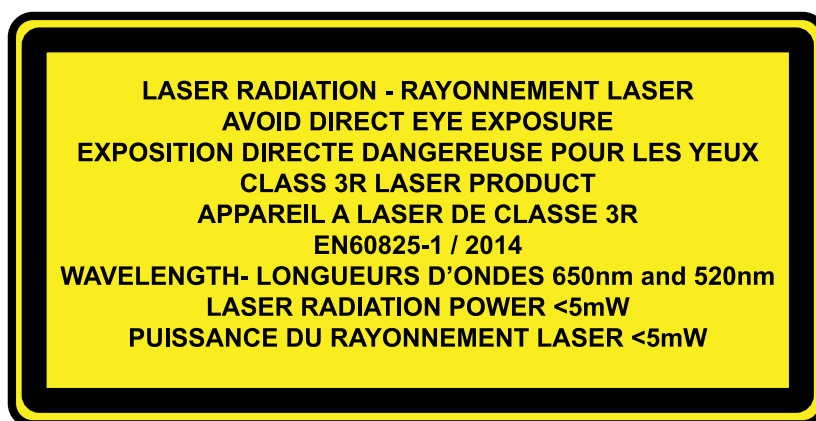 LASER RADIATION - RAYONNEMENT LASER
AVOID DIRECT EYE EXPOSURE
EXPOSITION DIRECTE DANGEREUSE POUR LES YEUX
CLASS 3R LASER PRODUCT
APPAREIL A LASER DE CLASSE 3R
EN60825-1 / 2014
WAVELENGTH- LONGUEURS D’ONDES 650nm and 520nm
LASER RADIATION POWER <5mW
PUISSANCE DU RAYONNEMENT LASER <5mW